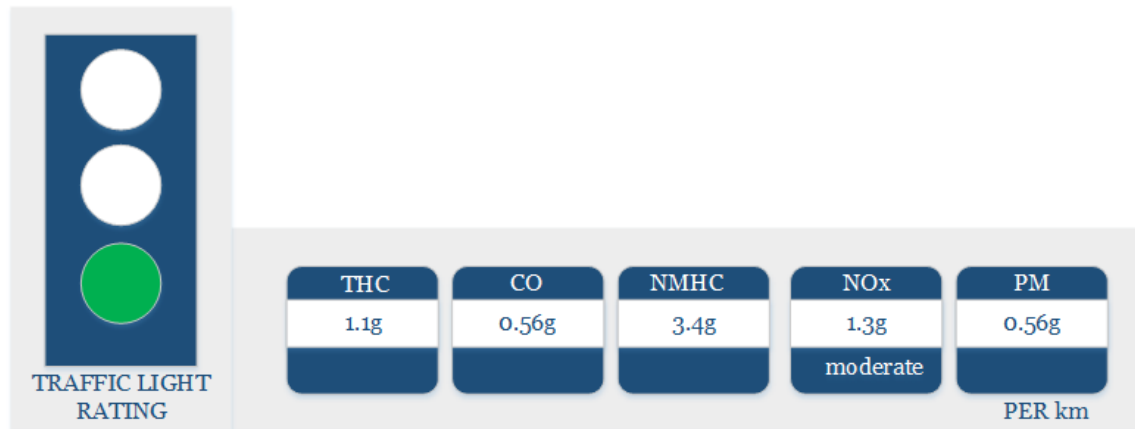 TRAFFIC LIGHT
RATING
THC CO NMHC NOx PM
1.1g 0.56g 3.4g 1.3g 0.56g
moderate
PER km